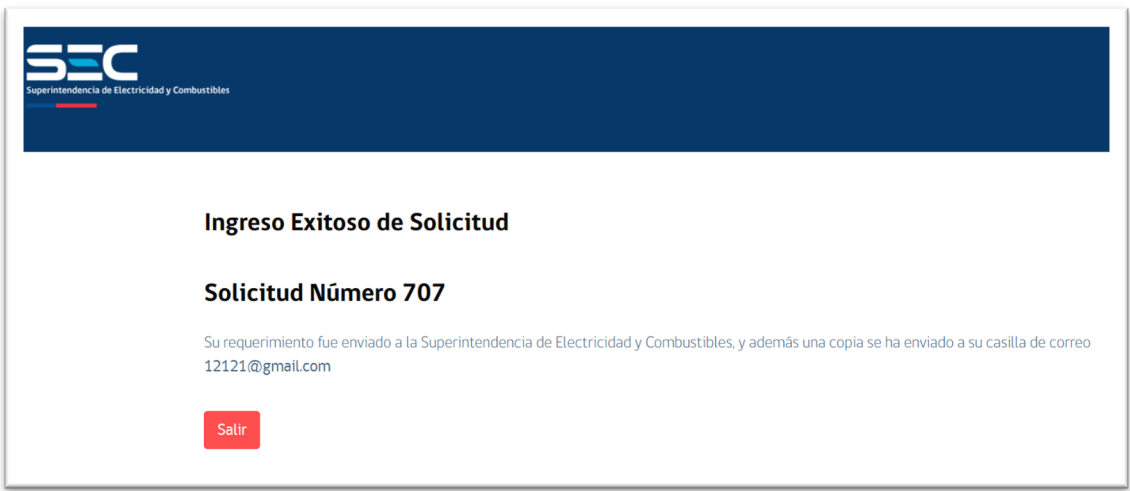 SEC
Superintendencia de Electricidad y Combustibles
Ingreso Exitoso de Solicitud
Solicitud Número 707
Su requerimiento fue enviado a la Superintendencia de Electricidad y Combustibles, y además una copia se ha enviado a su casilla de correo
12121@gmail.com
Salir